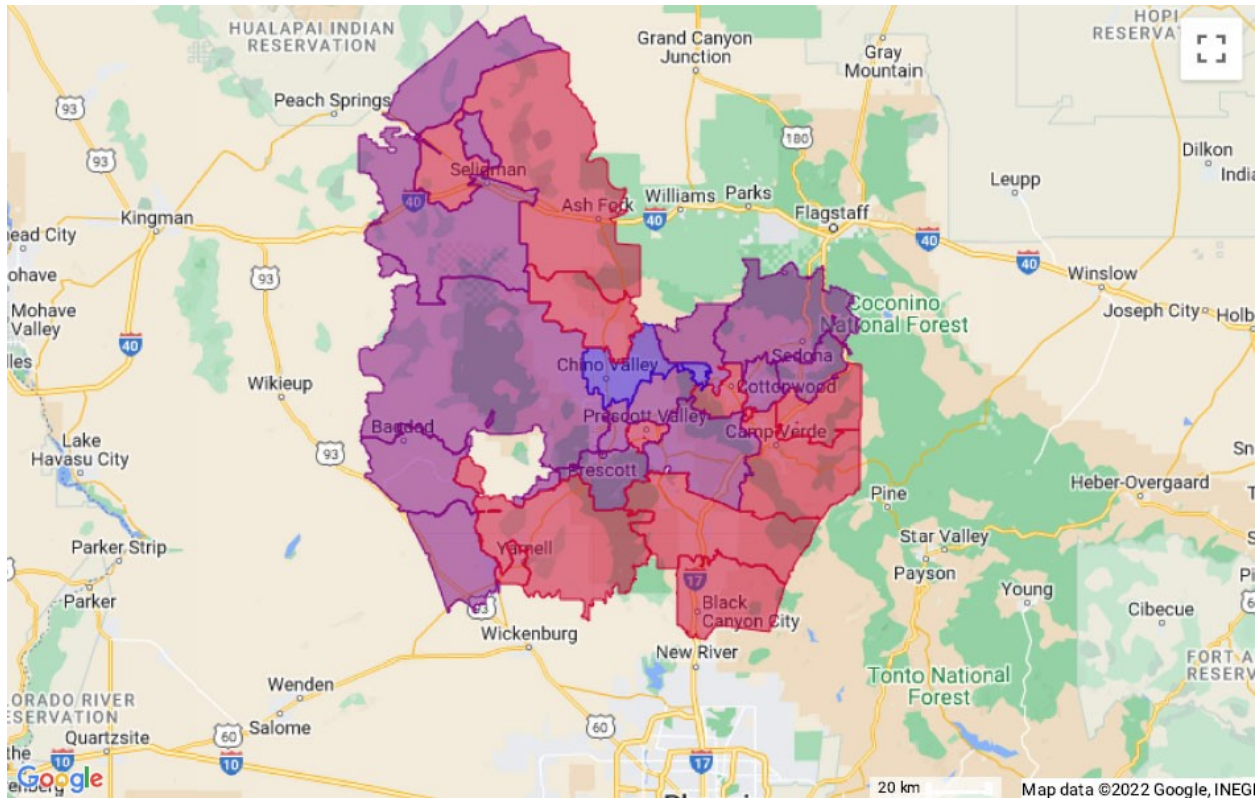 HUALAPAI INDIAN
RESERVATION
Grand Canyon
Junction
Gray
Mountain
HOPI
RESERVAT
93
Peach Springs
180
93
Dilkon
India
Seligman
Leupp
40
Williams
Parks
Kingman
Ash Fork
40
Flagstaff
ead City
40
ohave
93
40
Winslow
Mohave
Valley
Coconino
National Forest
Joseph City
Holb
40
les
Sedona
Chino Valley
Wikieup
Cottonwood
Prescott Valley
Bagdad
Camp Verde
Lake
Havasu City
93
Prescott
Sn
Heber-Overgaard
Pine
Star Valley
Parker Strip
Yarnell
Payson
Young
17
Parker
93
Black
Canyon City
Cibecue
Wickenburg
New River
FORT A
RESERV
Tonto National
Forest
Wenden
ORADO RIVER
ESERVATION
Salome
60
60
Quartzsite
the
10
10
17
Google
20 km
Map data ©2022 Google, INEGI